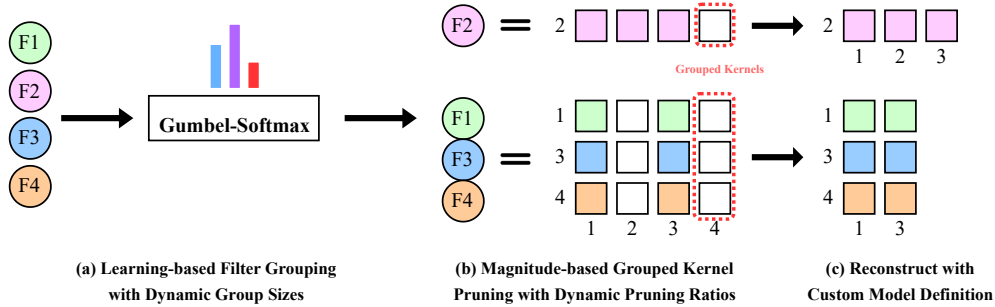 F1
F2
F3
F4
Gumbel-Softmax
F2
2
1 2 3
Grouped Kernels
F1
F3
F4
1
3
4
1 2 3 4
1
3
4
1 3
(a) Learning-based Filter Grouping
with Dynamic Group Sizes
(b) Magnitude-based Grouped Kernel
Pruning with Dynamic Pruning Ratios
(c) Reconstruct with
Custom Model Definition
2
=
=